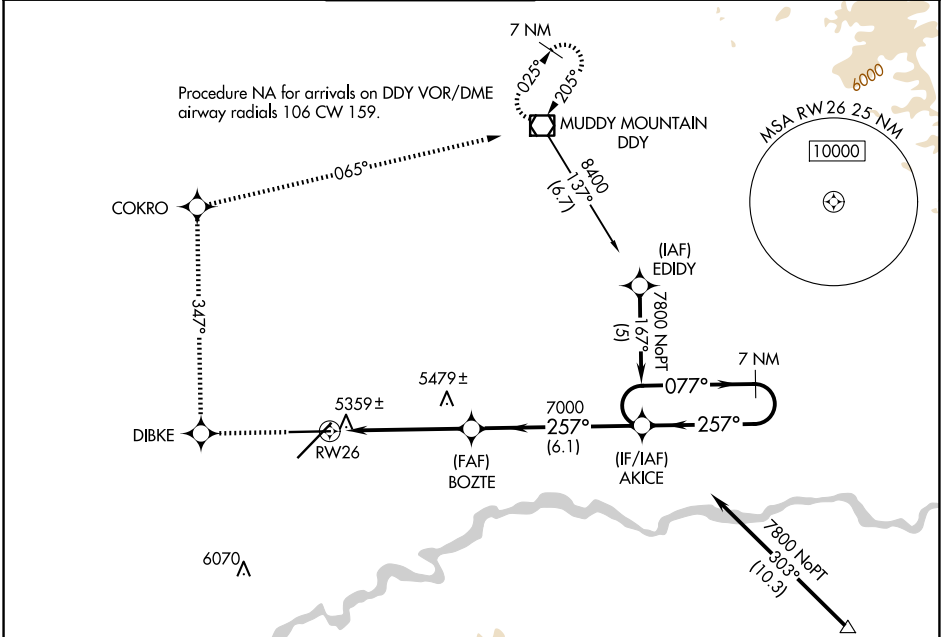 7 NM
025°
205°
Procedure NA for arrivals on DDY VOR/DME
airway radials 106 CW 159.
MUDDY MOUNTAIN
DDY
6000
MSA RW 26 25 NM
10000
065°
8400
137°
(6.7)
COKRO
(IAF)
EDIDY
347°
7800 NoPT
167°
(5)
7 NM
077°
5479±
5359±
7000
257°
(6.1)
257°
DIBKE
RW26
(FAF)
BOZTE
(IF/IAF)
AKICE
6070
7800 NoPT
303°
(10.3)